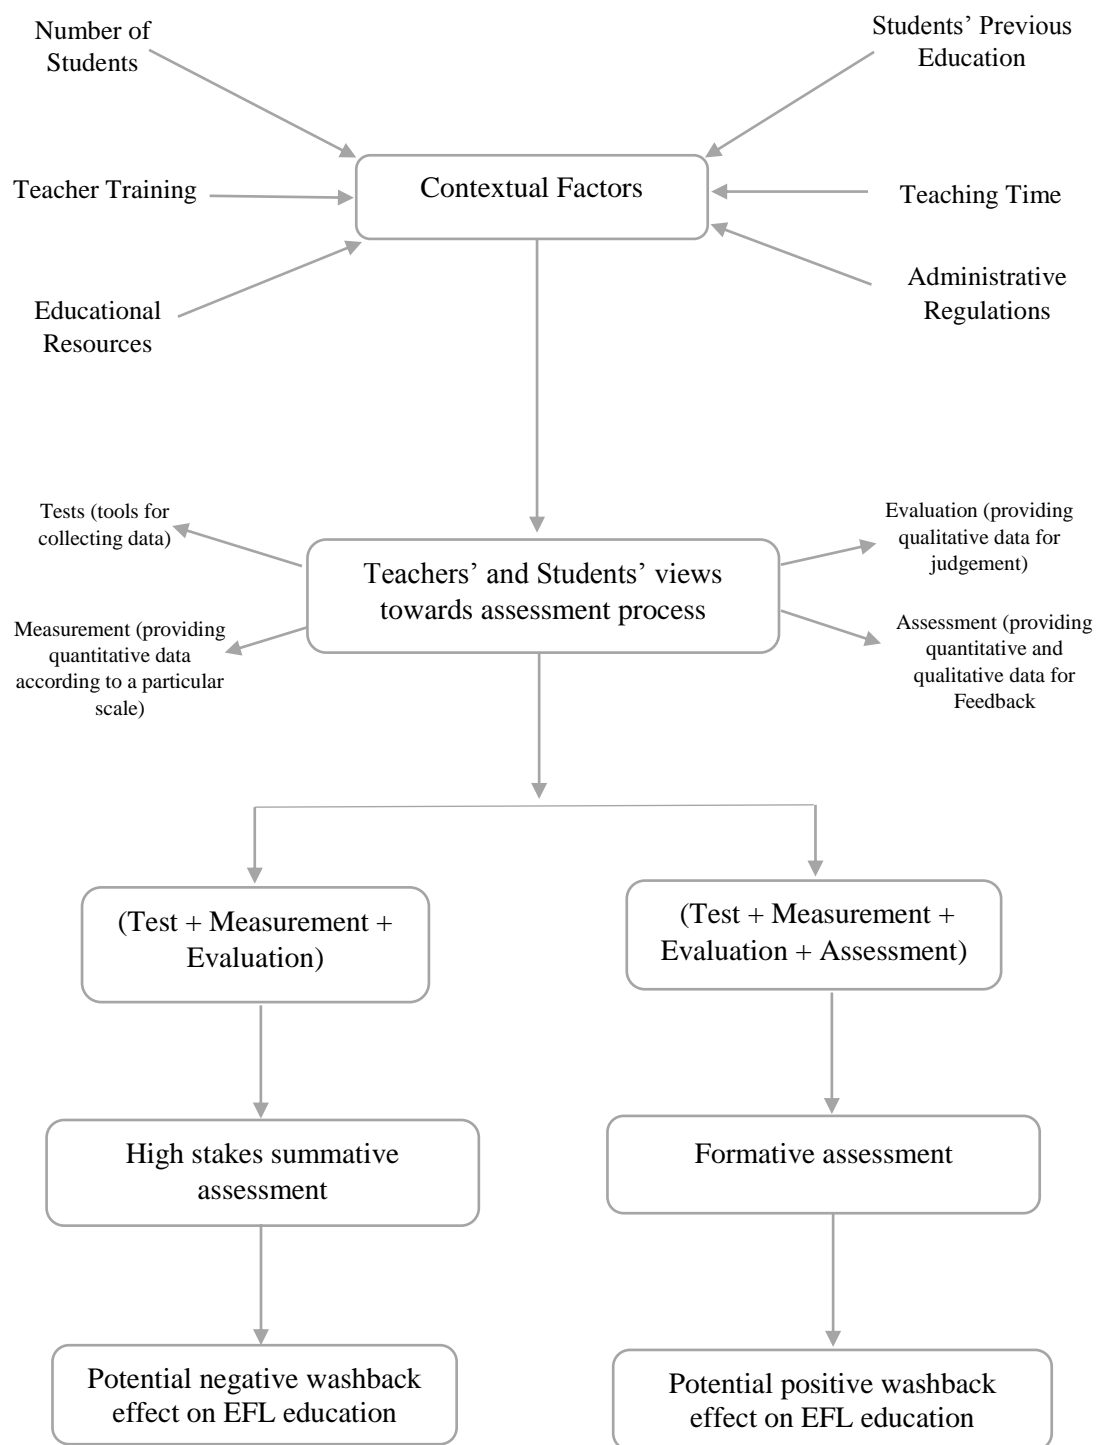 Number of
Students
Students’ Previous
Education
Teacher Training
Contextual Factors
Teaching Time
Educational
Resources
Administrative
Regulations
Tests (tools for
collecting data)
Evaluation (providing
qualitative data for
judgement)
Teachers’ and Students’ views
towards assessment process
Measurement (providing
quantitative data
according to a particular
scale)
Assessment (providing
quantitative and
qualitative data for
Feedback
(Test + Measurement +
Evaluation)
(Test + Measurement +
Evaluation + Assessment)
High stakes summative
assessment
Formative assessment
Potential negative washback
effect on EFL education
Potential positive washback
effect on EFL education